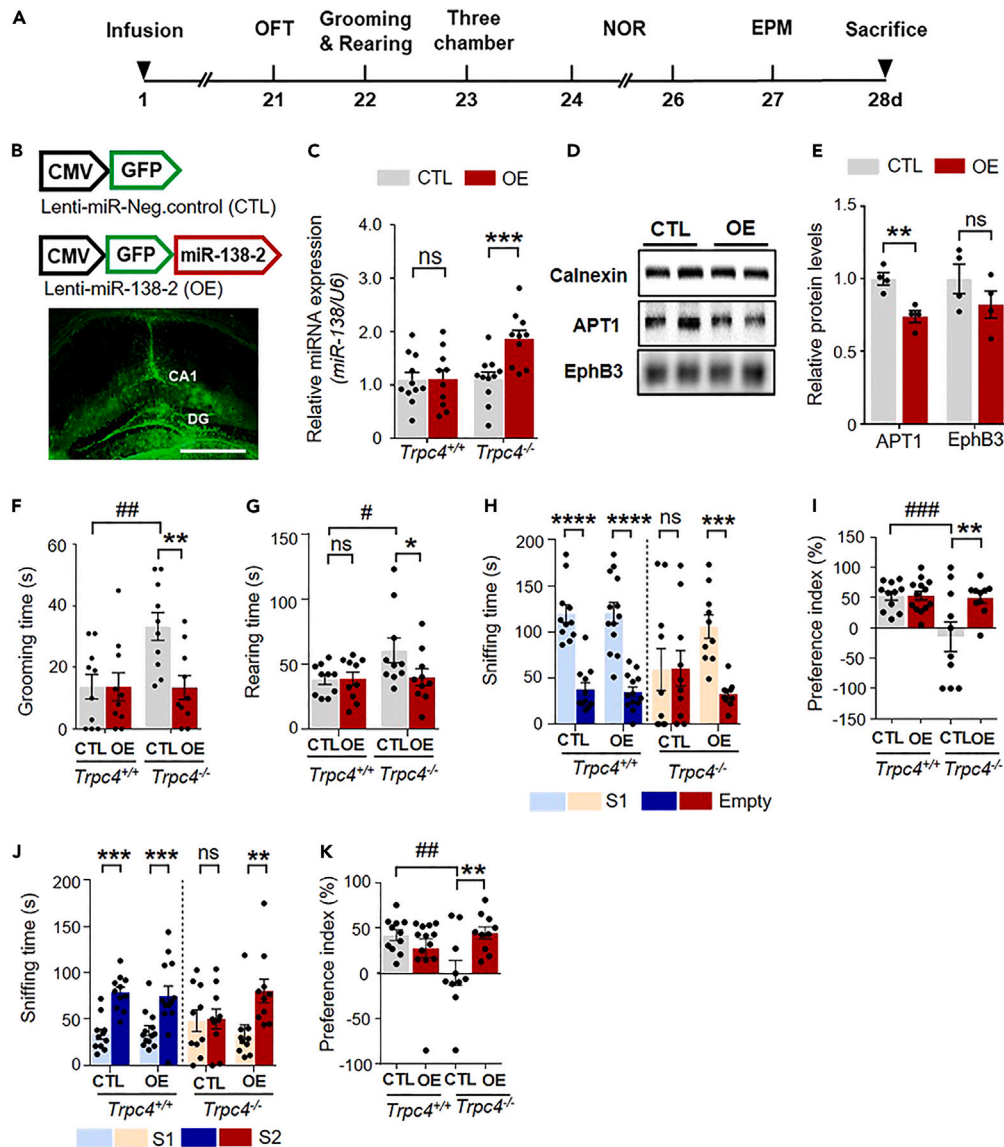 A
Infusion OFT Grooming & Rearing Three chamber NOR EPM Sacrifice
1 21 22 23 24 26 27 28d
B
CMV GFP
Lenti-miR-Neg.control (CTL)
CMV GFP miR-138-2
Lenti-miR-138-2 (OE)
CA1
DG
C
CTL OE
Relative miRNA expression
(miR-138/U6)
4.0
3.0
2.0
1.0
0
ns ***
Trpc4+/+ Trpc4-/-
D
CTL OE
Calnexin
APT1
EphB3
E
CTL OE
Relative protein levels
1.5
1.0
0.5
0
** ns
APT1 EphB3
F
Grooming time (s)
60
40
20
0
##
**
CTL OE CTL OE
Trpc4+/+ Trpc4-/-
G
Rearing time (s)
150
100
50
0
#
ns *
CTL OE CTL OE
Trpc4+/+ Trpc4-/-
H
Sniffing time (s)
200
150
100
50
0
**** **** ns ***
CTL OE CTL OE
Trpc4+/+ Trpc4-/-
S1 Empty
I
Preference index (%)
150
100
50
0
-50
-100
-150
###
**
CTL OE CTL OE
Trpc4+/+ Trpc4-/-
J
Sniffing time (s)
200
150
100
50
0
*** *** ns **
CTL OE CTL OE
Trpc4+/+ Trpc4-/-
S1 S2
K
Preference index (%)
100
50
0
-50
-100
##
**
CTL OE CTL OE
Trpc4+/+ Trpc4-/-